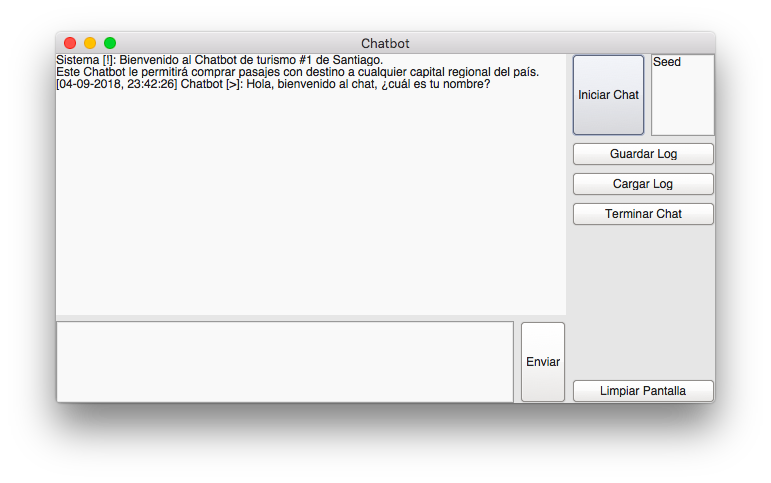 Chatbot
Sistema [!]: Bienvenido al Chatbot de turismo #1 de Santiago.
Este Chatbot le permitirá comprar pasajes con destino a cualquier capital regional del país.
[04-09-2018, 23:42:26] Chatbot [>]: Hola, bienvenido al chat, ¿cuál es tu nombre?
Iniciar Chat
Seed
Guardar Log
Cargar Log
Terminar Chat
Enviar
Limpiar Pantalla